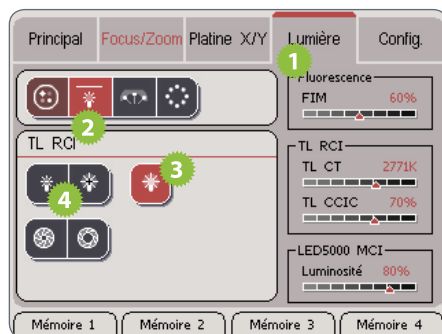 Principal Focus/Zoom Platine X/Y Lumière Config.
1
Fluorescence
FIM 60%
2
TL RCI
3
4
TL RCI
TL CT 2771K
TL CCIC 70%
LED5000 MCI
Luminosité 80%
Mémoire 1 Mémoire 2 Mémoire 3 Mémoire 4